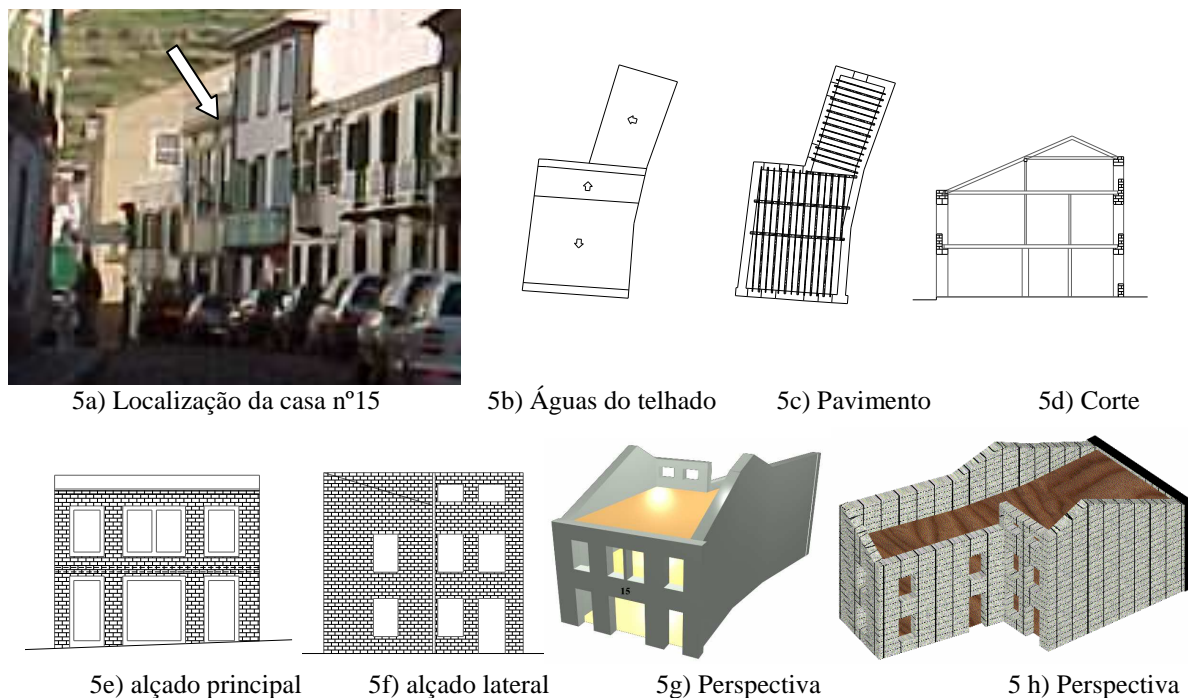 5a) Localização da casa nº15
5b) Águas do telhado
5c) Pavimento
5d) Corte
15
5e) alçado principal
5f) alçado lateral
5g) Perspectiva
5 h) Perspectiva